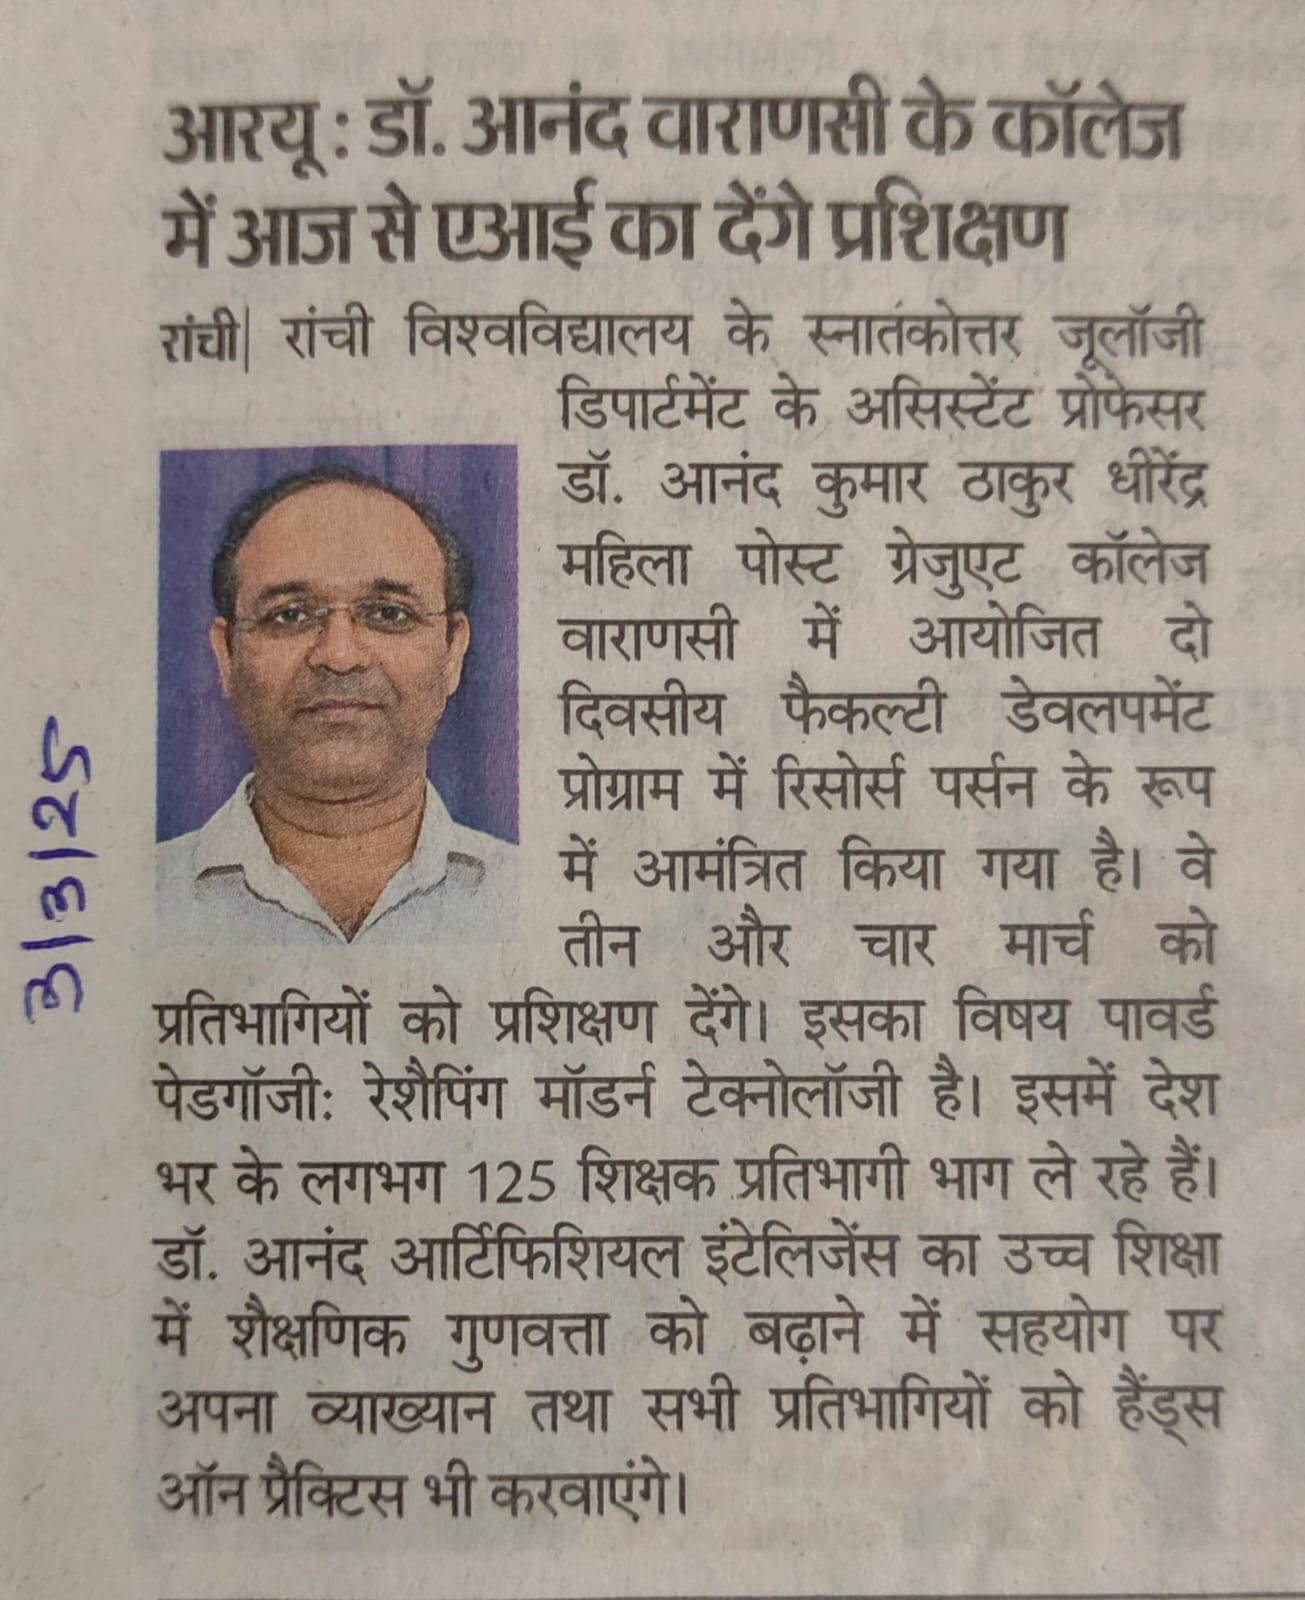 आरयू : डॉ. आनंद वाराणसी के कॉलेज
में आज से एआई का देंगे प्रशिक्षण
रांची| रांची विश्वविद्यालय के स्नातकोत्तर जूलॉजी
डिपार्टमेंट के असिस्टेंट प्रोफेसर
डॉ. आनंद कुमार ठाकुर धीरेंद्र
महिला पोस्ट ग्रेजुएट कॉलेज
वाराणसी में आयोजित दो
दिवसीय फैकल्टी डेवलपमेंट
प्रोग्राम में रिसोर्स पर्सन के रूप
में आमंत्रित किया गया है। वे
तीन और चार मार्च को
प्रतिभागियों को प्रशिक्षण देंगे। इसका विषय पावर्ड
पेडगॉजी: रेशैपिंग मॉडर्न टेक्नोलॉजी है। इसमें देश
भर के लगभग 125 शिक्षक प्रतिभागी भाग ले रहे हैं।
डॉ. आनंद आर्टिफिशियल इंटेलिजेंस का उच्च शिक्षा
में शैक्षणिक गुणवत्ता को बढ़ाने में सहयोग पर
अपना व्याख्यान तथा सभी प्रतिभागियों को हैंड्स
ऑन प्रैक्टिस भी करवाएंगे।
3/3/25